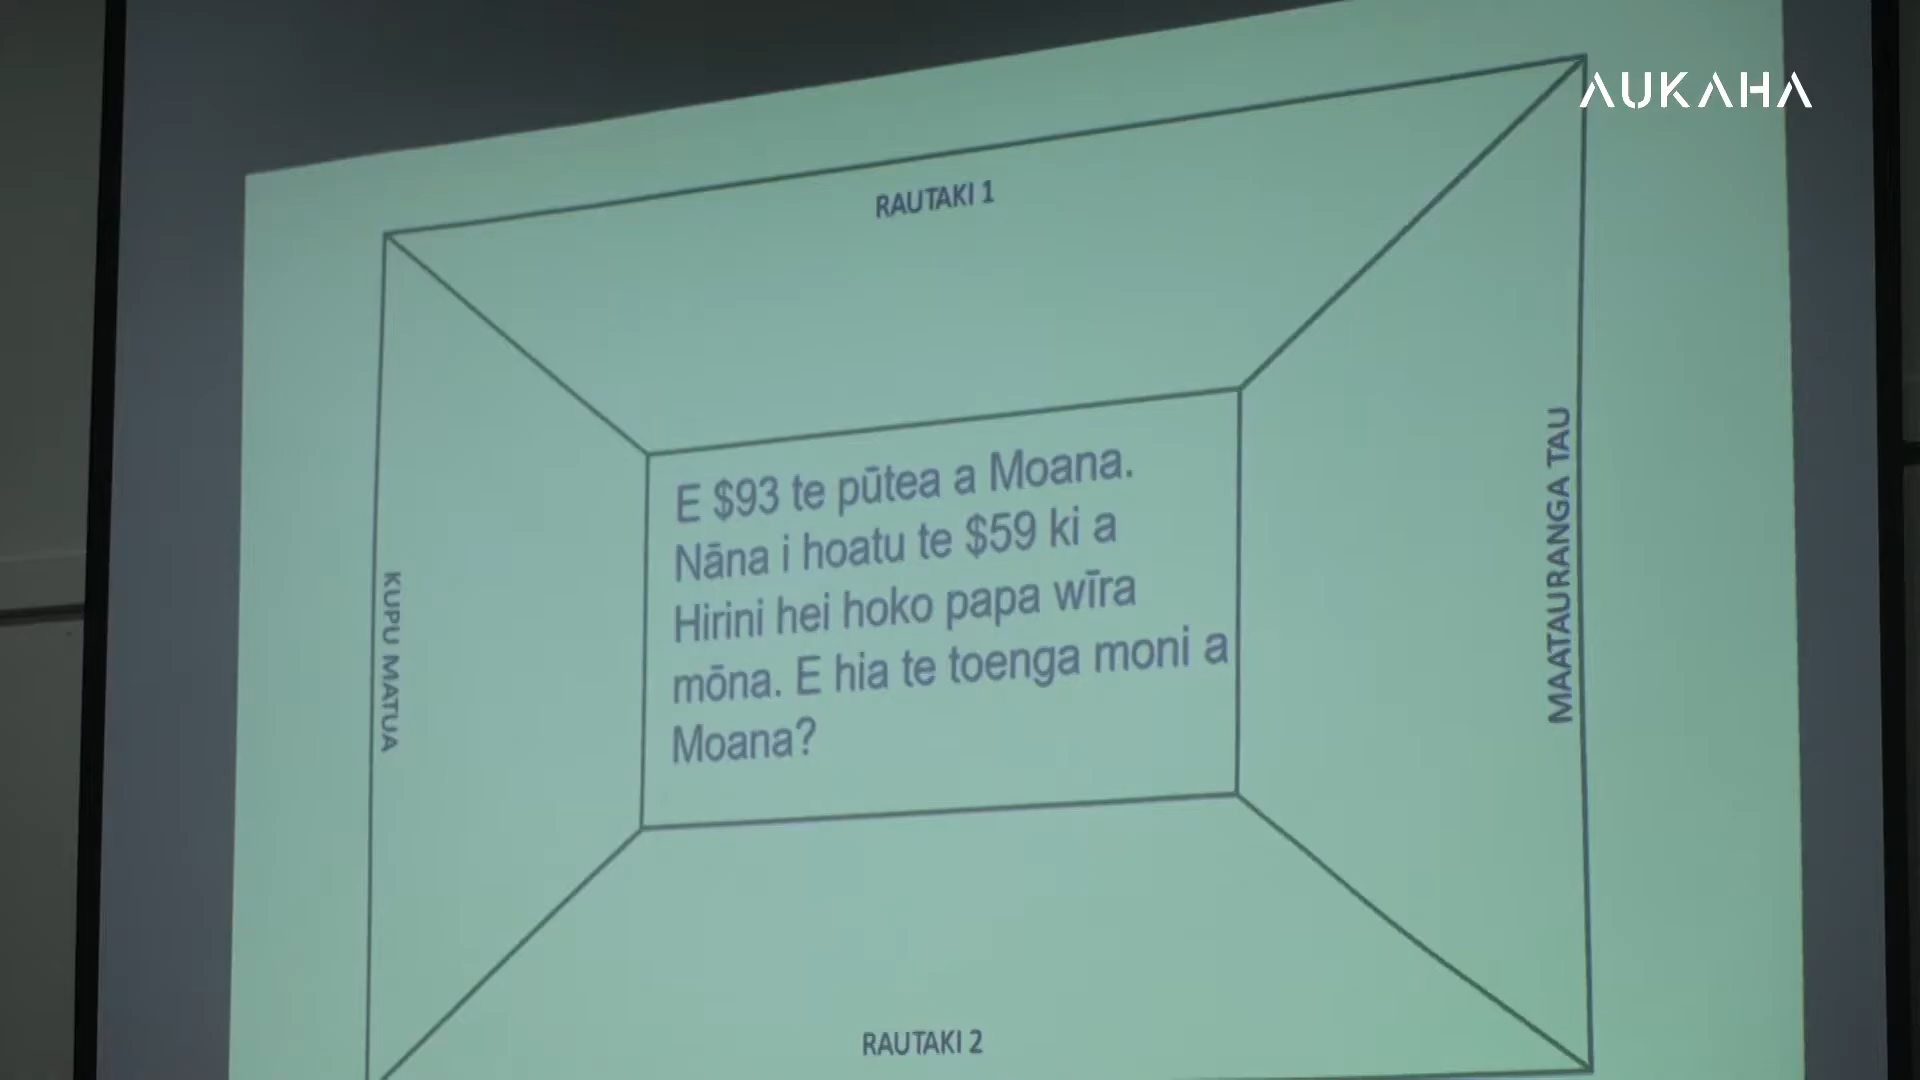 AUKAHA
RAUTAKI 1
KUPU MATUA
E $93 te pūtea a Moana.
Nāna i hoatu te $59 ki a
Hirini hei hoko papa wīra
mōna. E hia te toenga moni a
Moana?
MAATAURANGA TAU
RAUTAKI 2